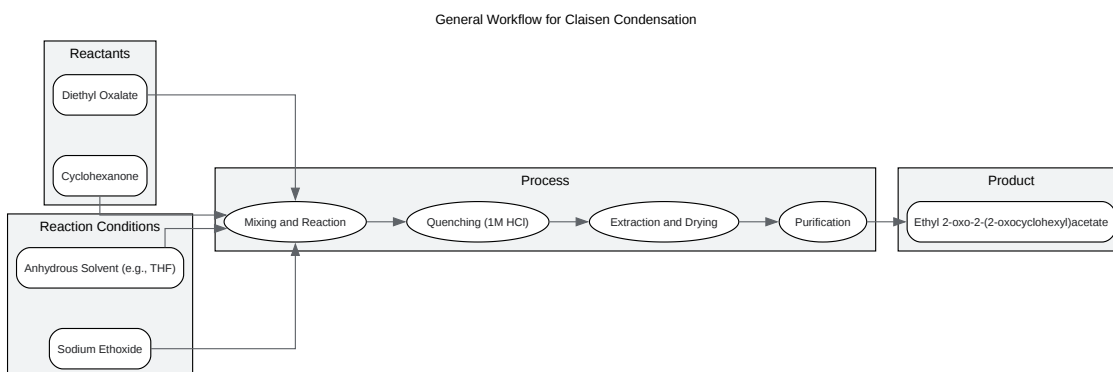 General Workflow for Claisen Condensation
Reactants
Diethyl Oxalate
Cyclohexanone
Reaction Conditions
Anhydrous Solvent (e.g., THF)
Sodium Ethoxide
Process
Mixing and Reaction
Quenching (1M HCl)
Extraction and Drying
Purification
Product
Ethyl 2-oxo-2-(2-oxocyclohexyl)acetate